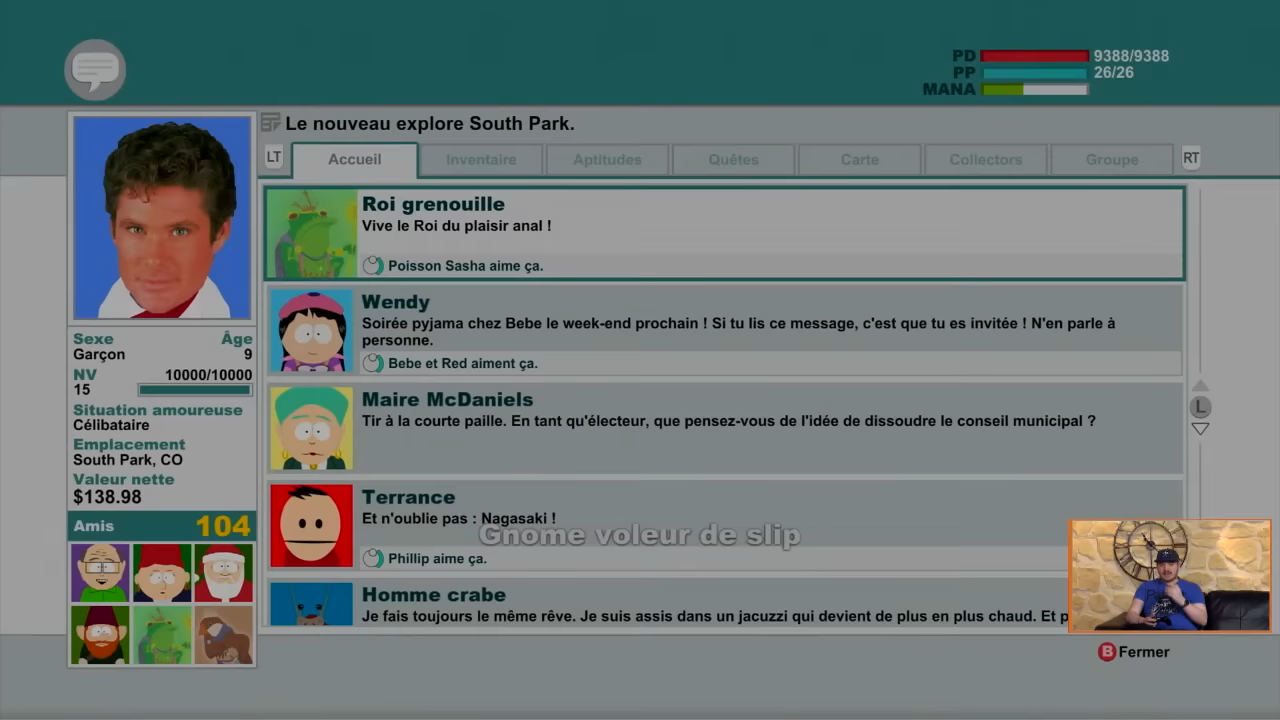 PD 9388/9388
PP 26/26
MANA
Le nouveau explore South Park.
LT Accueil Inventaire Aptitudes Quêtes Carte Collectors Groupe RT
Sexe Âge
Garçon 9
NV 10000/10000
15
Situation amoureuse
Célibataire
Emplacement
South Park, CO
Valeur nette
$138.98
Amis 104
Roi grenouille
Vive le Roi du plaisir anal !
Poisson Sasha aime ça.
Wendy
Soirée pyjama chez Bebe le week-end prochain ! Si tu lis ce message, c'est que tu es invitée ! N'en parle à
personne.
Bebe et Red aiment ça.
Maire McDaniels
Tir à la courte paille. En tant qu'électeur, que pensez-vous de l'idée de dissoudre le conseil municipal ?
L
Terrance
Et n'oublie pas : Nagasaki !
Gnome voleur de slip
Phillip aime ça.
Homme crabe
Je fais toujours le même rêve. Je suis assis dans un jacuzzi qui devient de plus en plus chaud. Et p
B Fermer